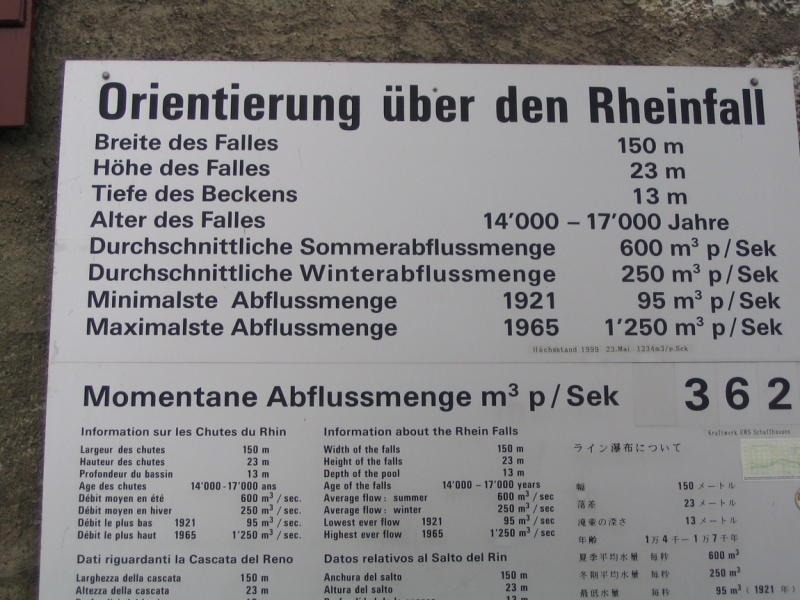 Orientierung über den Rheinfall
Breite des Falles 150 m
Höhe des Falles 23 m
Tiefe des Beckens 13 m
Alter des Falles 14'000 – 17'000 Jahre
Durchschnittliche Sommerabflussmenge 600 m³ p/Sek
Durchschnittliche Winterabflussmenge 250 m³ p/Sek
Minimalste Abflussmenge 1921 95 m³ p/Sek
Maximalste Abflussmenge 1965 1'250 m³ p/Sek
Höchststand 1999 23.Mai 1234m3/p.Sek
Momentane Abflussmenge m³ p/Sek 362
Kraftwerk EWS Schaffhausen
Information sur les Chutes du Rhin
Largeur des chutes 150 m
Hauteur des chutes 23 m
Profondeur du bassin 13 m
Age des chutes 14'000-17'000 ans
Débit moyen en été 600 m³ / sec.
Débit moyen en hiver 250 m³ / sec.
Débit le plus bas 1921 95 m³ / sec.
Débit le plus haut 1965 1'250 m³ / sec.
Information about the Rhein Falls
Width of the falls 150 m
Height of the falls 23 m
Depth of the pool 13 m
Age of the falls 14'000 – 17'000 years
Average flow: summer 600 m³ / sec
Average flow: winter 250 m³ / sec
Lowest ever flow 1921 95 m³ / sec
Highest ever flow 1965 1'250 m³ / sec
ライン瀑布について
幅 150 メートル
落差 23 メートル
滝壷の深さ 13 メートル
年齢 1万4千ー1万7千年
夏季平均水量 毎秒 600 m³
冬期平均水量 毎秒 250 m³
最低水量 毎秒 95 m³ (1921 年)
Dati riguardanti la Cascata del Reno
Larghezza della cascata 150 m
Altezza della cascata 23 m
Datos relativos al Salto del Rin
Anchura del salto 150 m
Altura del salto 23 m